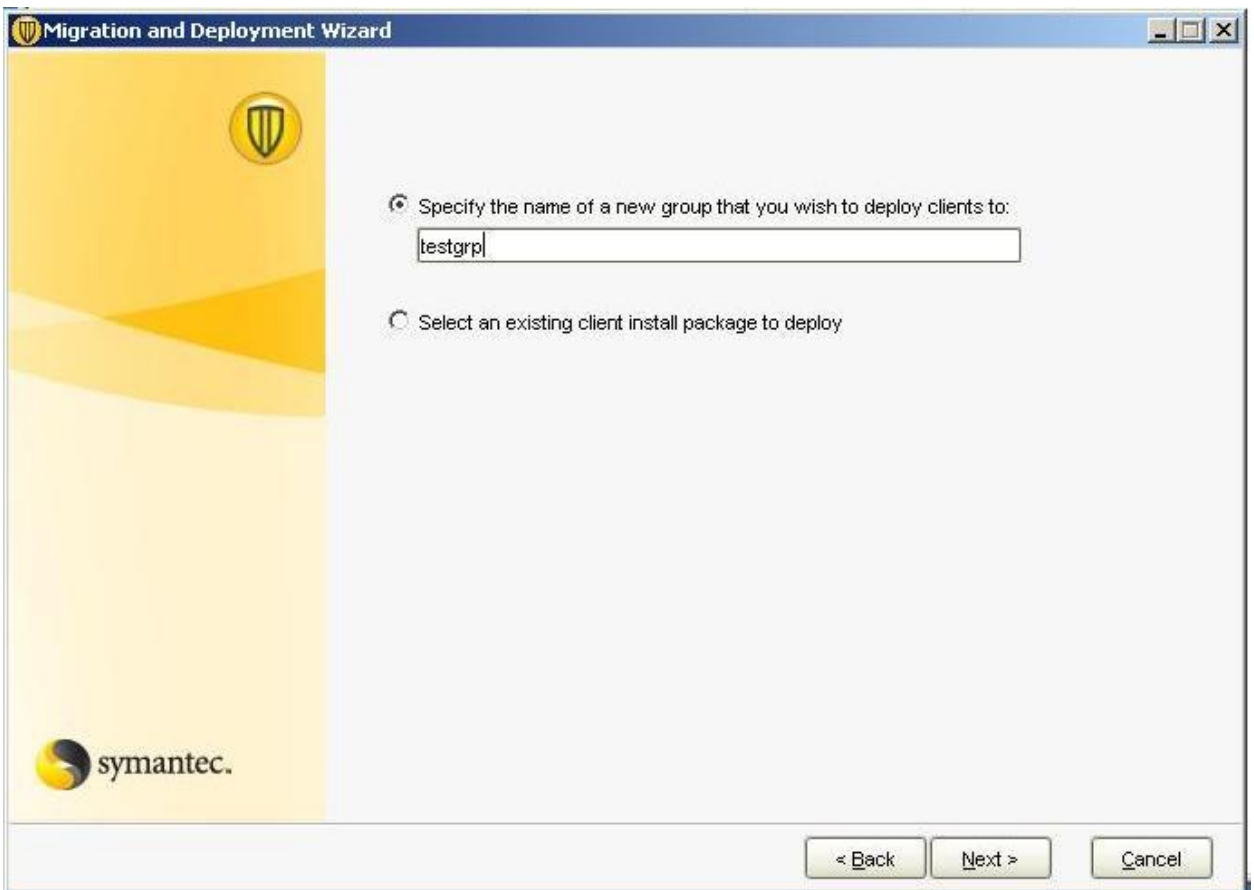 Migration and Deployment Wizard
Specify the name of a new group that you wish to deploy clients to:
testgrp
Select an existing client install package to deploy
symantec.
< Back
Next >
Cancel